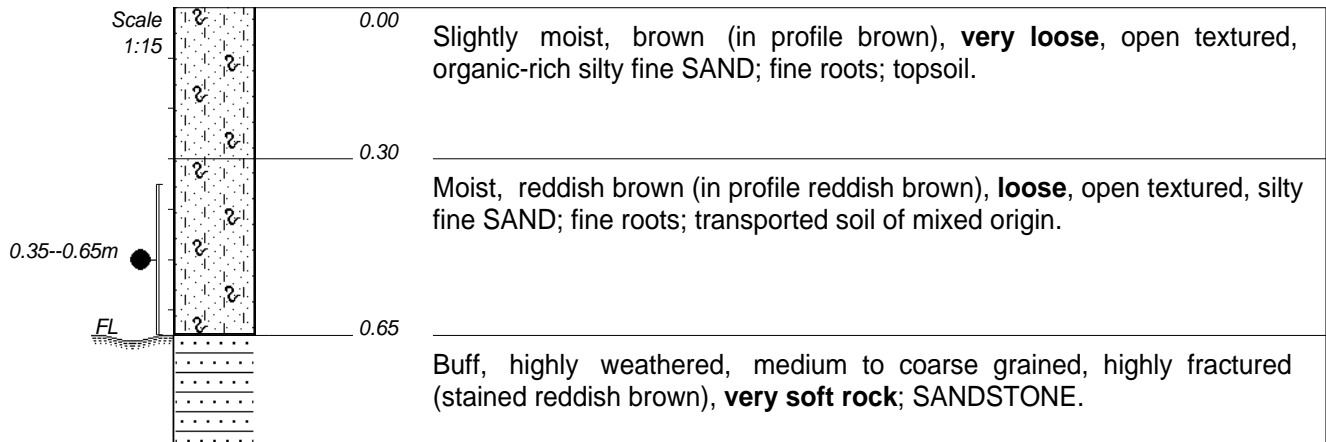 Scale
1:15
0.00
Slightly moist, brown (in profile brown), very loose, open textured,
organic-rich silty fine SAND; fine roots; topsoil.
0.30
Moist, reddish brown (in profile reddish brown), loose, open textured, silty
fine SAND; fine roots; transported soil of mixed origin.
0.35--0.65m
FL
0.65
Buff, highly weathered, medium to coarse grained, highly fractured
(stained reddish brown), very soft rock; SANDSTONE.